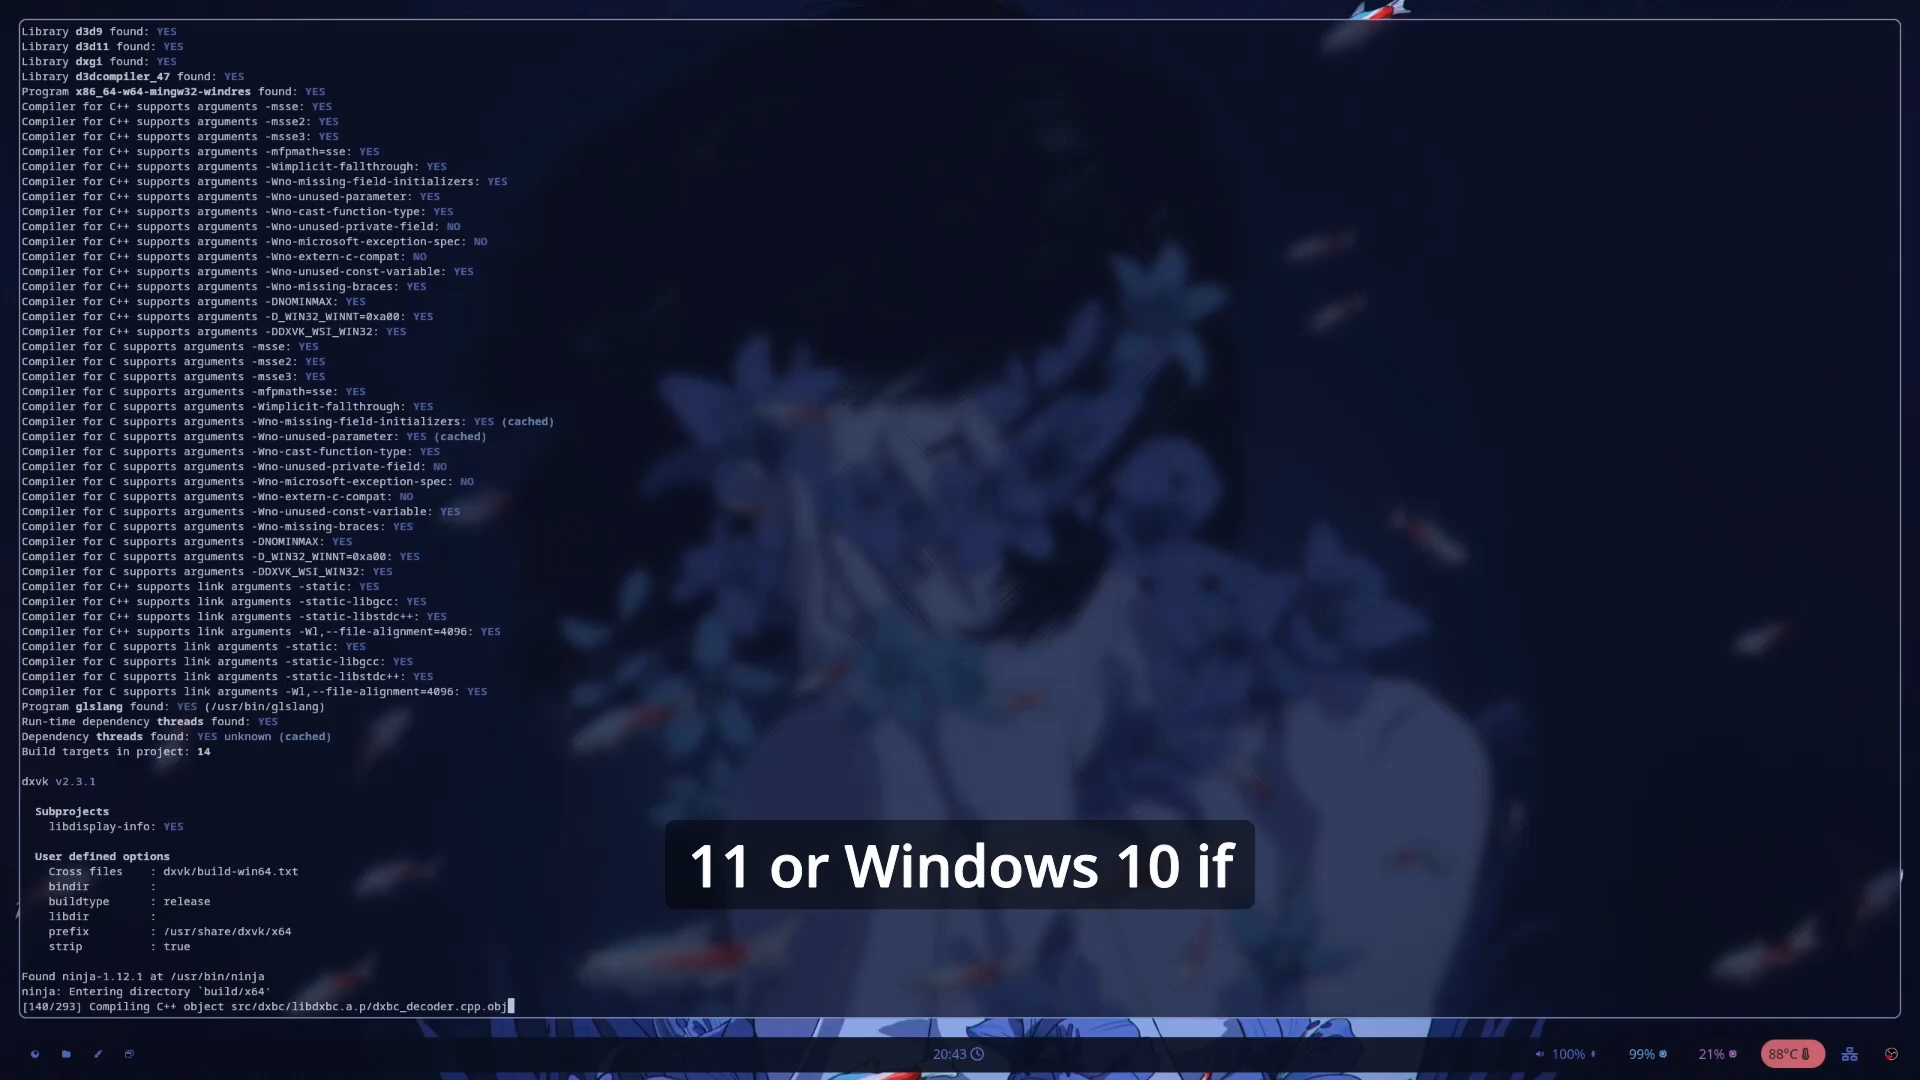 Library d3d9 found: YES
Library d3d11 found: YES
Library dxgi found: YES
Library d3dcompiler_47 found: YES
Program x86_64-w64-mingw32-windres found: YES
Compiler for C++ supports arguments -msse: YES
Compiler for C++ supports arguments -msse2: YES
Compiler for C++ supports arguments -msse3: YES
Compiler for C++ supports arguments -mfpmath=sse: YES
Compiler for C++ supports arguments -Wimplicit-fallthrough: YES
Compiler for C++ supports arguments -Wno-missing-field-initializers: YES
Compiler for C++ supports arguments -Wno-unused-parameter: YES
Compiler for C++ supports arguments -Wno-cast-function-type: YES
Compiler for C++ supports arguments -Wno-unused-private-field: NO
Compiler for C++ supports arguments -Wno-microsoft-exception-spec: NO
Compiler for C++ supports arguments -Wno-extern-c-compat: NO
Compiler for C++ supports arguments -Wno-unused-const-variable: YES
Compiler for C++ supports arguments -Wno-missing-braces: YES
Compiler for C++ supports arguments -DNOMINMAX: YES
Compiler for C++ supports arguments -D_WIN32_WINNT=0xa00: YES
Compiler for C++ supports arguments -DDXVK_WSI_WIN32: YES
Compiler for C supports arguments -msse: YES
Compiler for C supports arguments -msse2: YES
Compiler for C supports arguments -msse3: YES
Compiler for C supports arguments -mfpmath=sse: YES
Compiler for C supports arguments -Wimplicit-fallthrough: YES
Compiler for C supports arguments -Wno-missing-field-initializers: YES (cached)
Compiler for C supports arguments -Wno-unused-parameter: YES (cached)
Compiler for C supports arguments -Wno-cast-function-type: YES
Compiler for C supports arguments -Wno-unused-private-field: NO
Compiler for C supports arguments -Wno-microsoft-exception-spec: NO
Compiler for C supports arguments -Wno-extern-c-compat: NO
Compiler for C supports arguments -Wno-unused-const-variable: YES
Compiler for C supports arguments -Wno-missing-braces: YES
Compiler for C supports arguments -DNOMINMAX: YES
Compiler for C supports arguments -D_WIN32_WINNT=0xa00: YES
Compiler for C supports arguments -DDXVK_WSI_WIN32: YES
Compiler for C++ supports link arguments -static: YES
Compiler for C++ supports link arguments -static-libgcc: YES
Compiler for C++ supports link arguments -static-libstdc++: YES
Compiler for C++ supports link arguments -Wl,--file-alignment=4096: YES
Compiler for C supports link arguments -static: YES
Compiler for C supports link arguments -static-libgcc: YES
Compiler for C supports link arguments -static-libstdc++: YES
Compiler for C supports link arguments -Wl,--file-alignment=4096: YES
Program glslang found: YES (/usr/bin/glslang)
Run-time dependency threads found: YES
Dependency threads found: YES unknown (cached)
Build targets in project: 14
dxvk v2.3.1
Subprojects
libdisplay-info: YES
User defined options
Cross files : dxvk/build-win64.txt
bindir :
buildtype : release
libdir :
prefix : /usr/share/dxvk/x64
strip : true
Found ninja-1.12.1 at /usr/bin/ninja
ninja: Entering directory `build/x64'
[140/293] Compiling C++ object src/dxbc/libdxbc.a.p/dxbc_decoder.cpp.obj
11 or Windows 10 if
20:43 100% 99% 21% 88°C